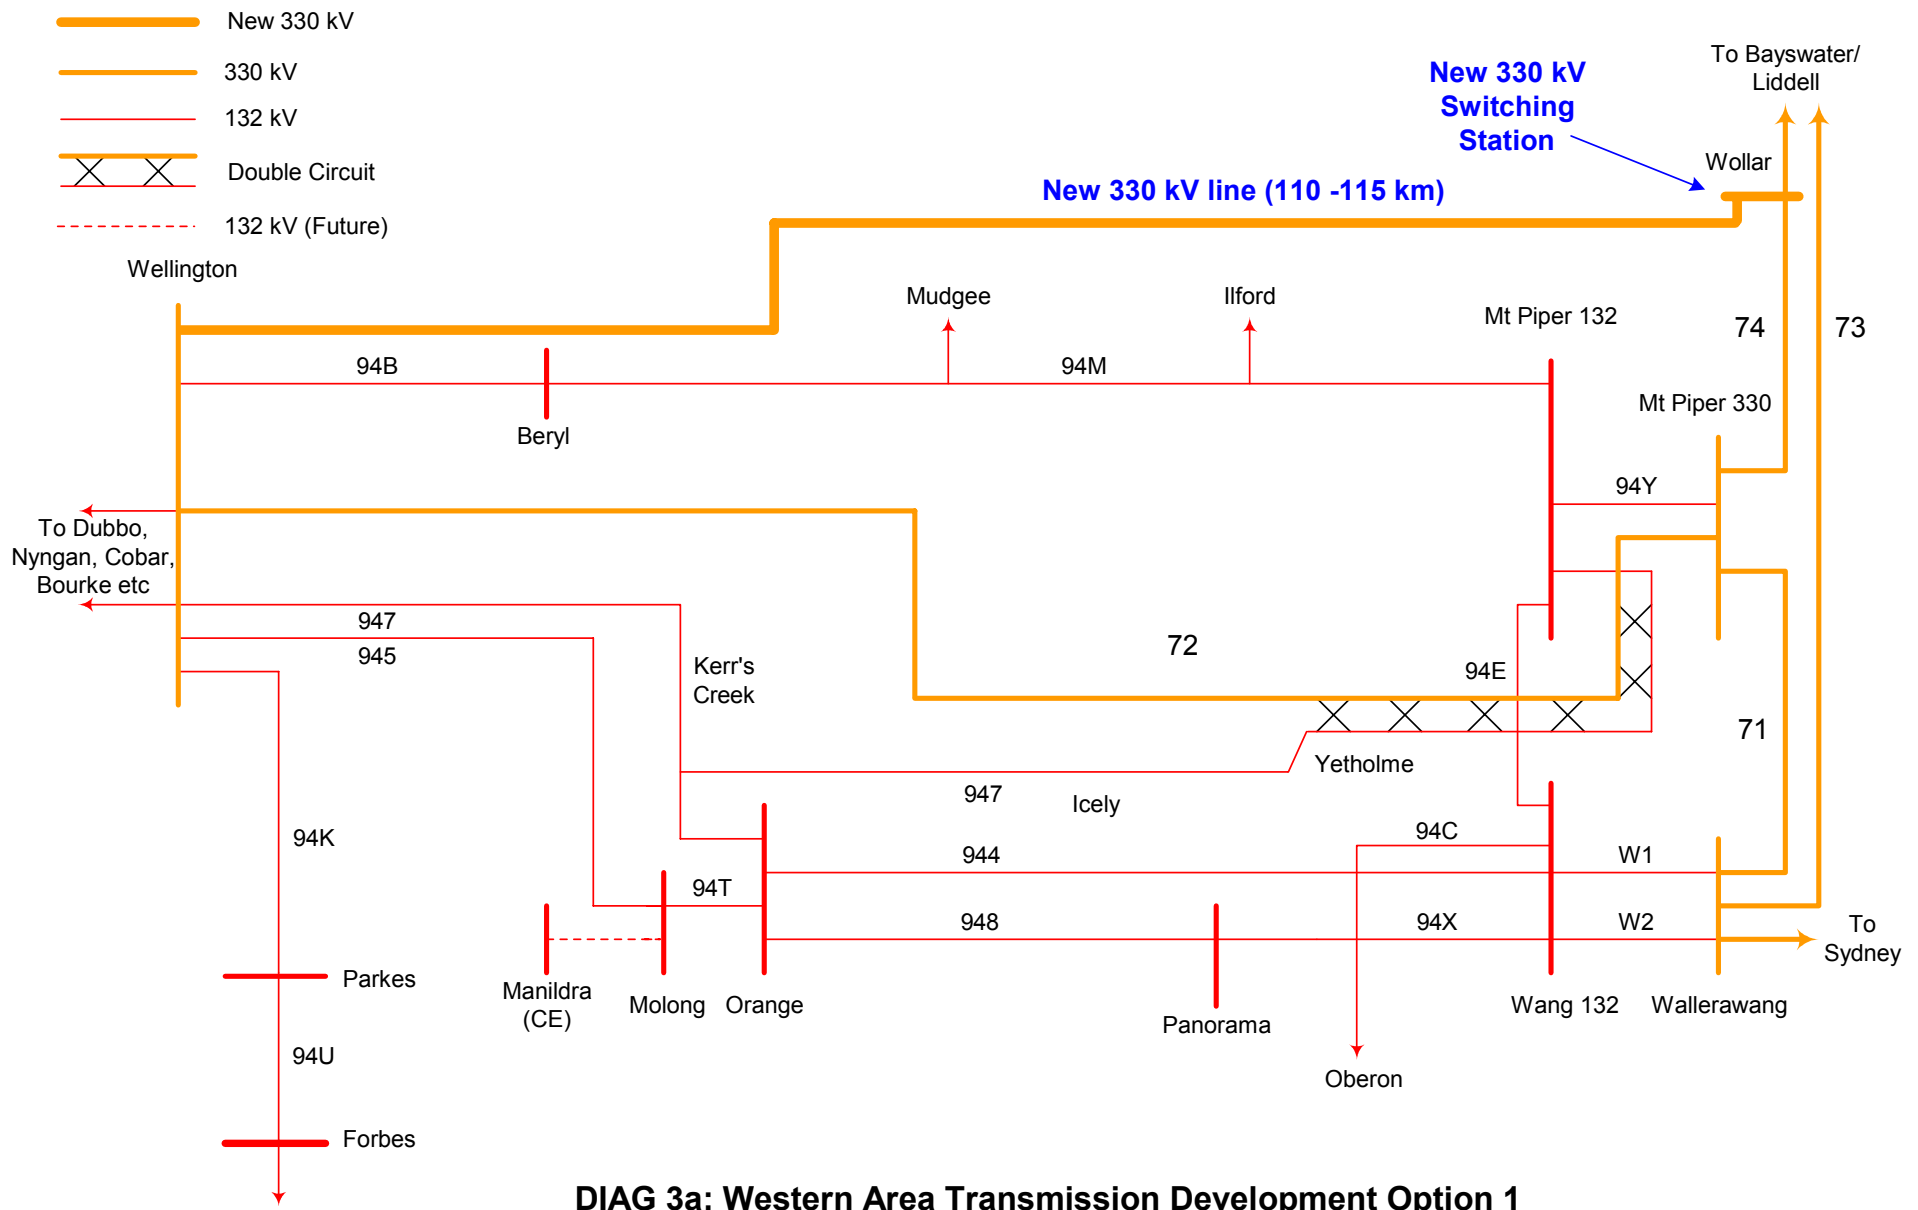 New 330 kV
330 kV
132 kV
Double Circuit
132 kV (Future)
To Bayswater/
Liddell
New 330 kV
Switching
Station
Wollar
New 330 kV line (110 -115 km)
Wellington
Mudgee
Ilford
Mt Piper 132
74
73
94B
94M
Mt Piper 330
Beryl
94Y
To Dubbo,
Nyngan, Cobar,
Bourke etc
947
945
72
Kerr's
Creek
94E
71
Yetholme
947
Icely
94K
94C
944
W1
94T
948
94X
W2
To
Sydney
Parkes
Manildra
(CE)
Molong
Orange
Panorama
Wang 132
Wallerawang
94U
Oberon
Forbes
DIAG 3a: Western Area Transmission Development Option 1